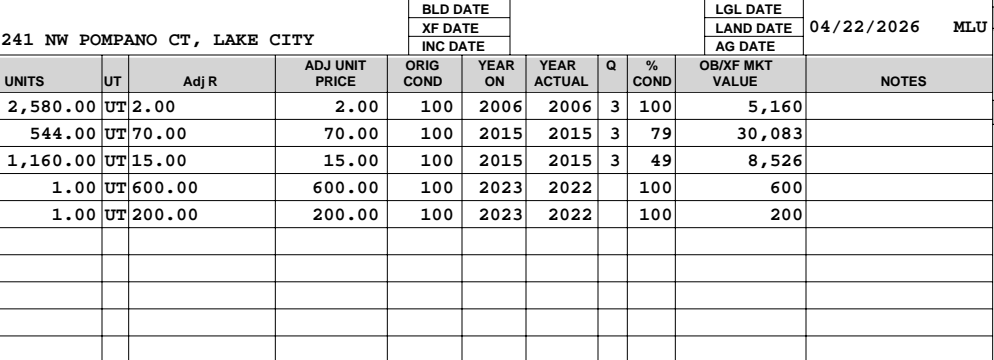 BLD DATE LGL DATE
XF DATE LAND DATE 04/22/2026 MLU
241 NW POMPANO CT, LAKE CITY
INC DATE AG DATE
UNITS UT Adj R ADJ UNIT PRICE ORIG COND YEAR ON YEAR ACTUAL Q % COND OB/XF MKT VALUE NOTES
2,580.00 UT 2.00 2.00 100 2006 2006 3 100 5,160
544.00 UT 70.00 70.00 100 2015 2015 3 79 30,083
1,160.00 UT 15.00 15.00 100 2015 2015 3 49 8,526
1.00 UT 600.00 600.00 100 2023 2022 100 600
1.00 UT 200.00 200.00 100 2023 2022 100 200